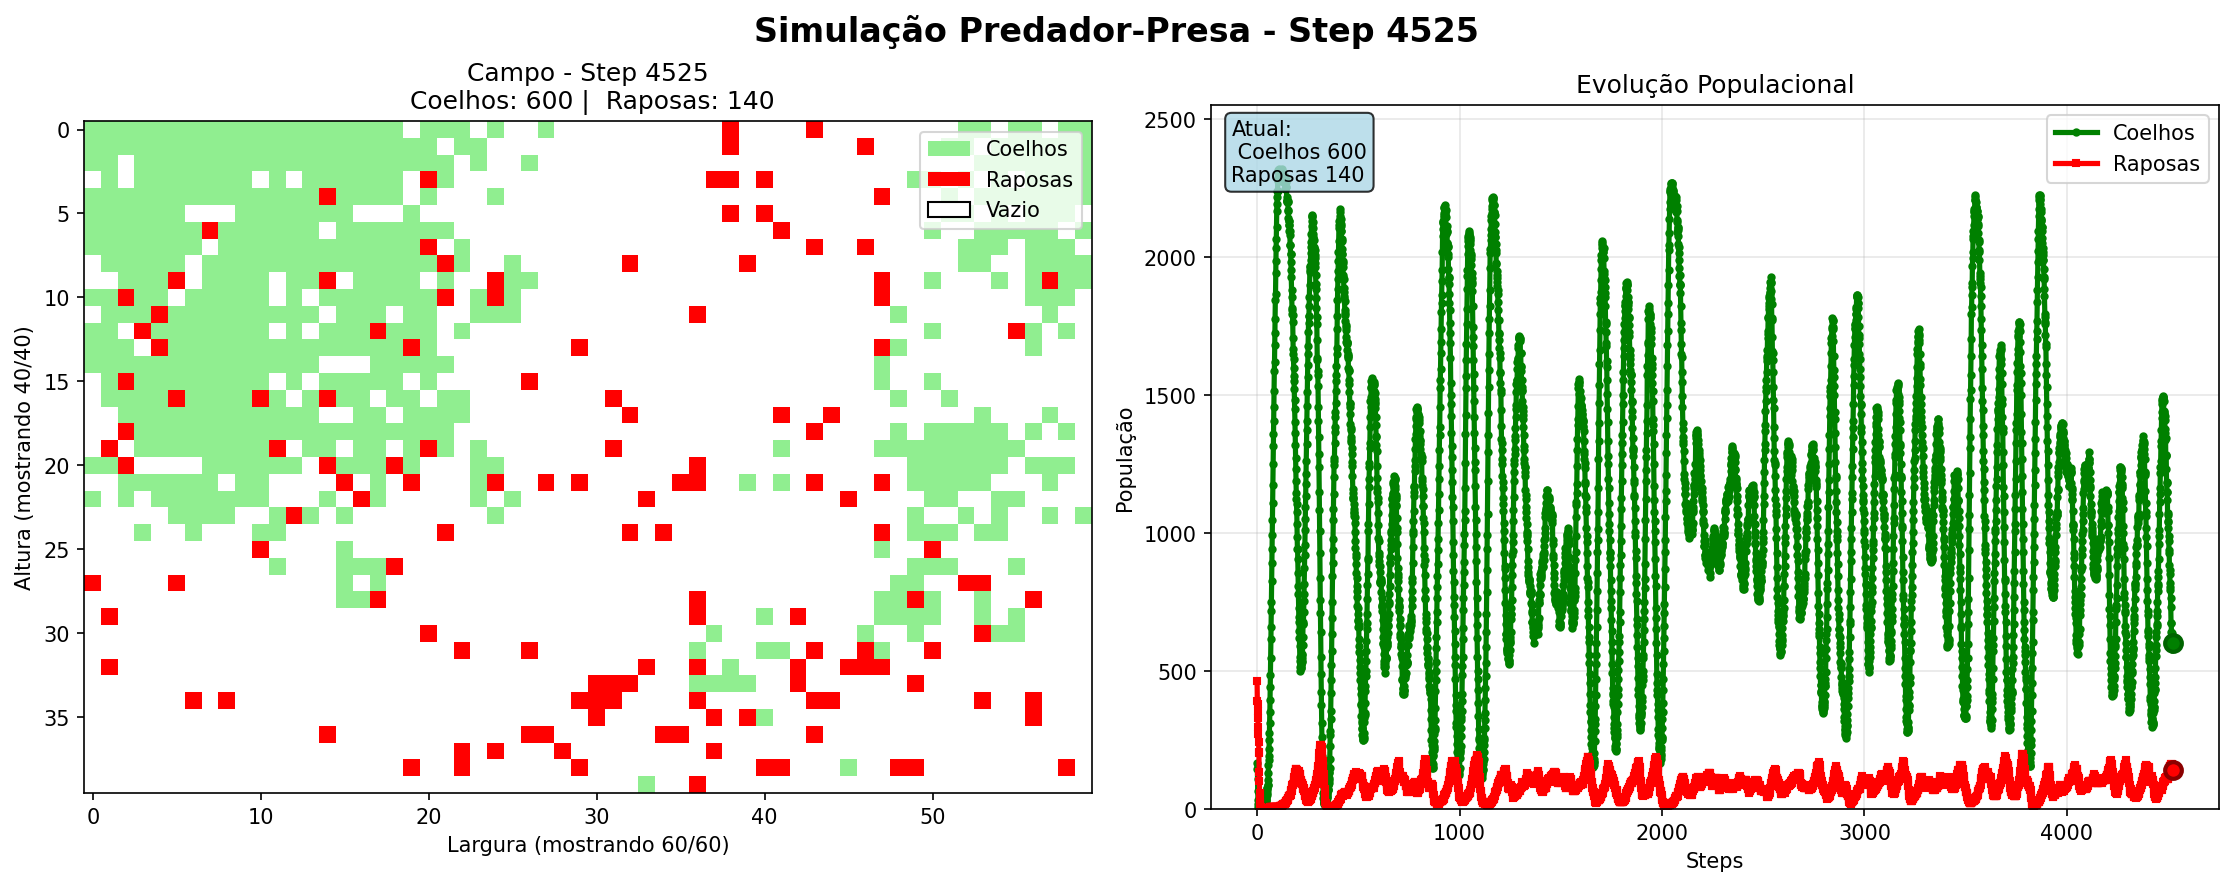 Simulação Predador-Presa - Step 4525
Campo - Step 4525
Coelhos: 600 |  Raposas: 140
Coelhos
Raposas
Vazio
0
5
10
15
20
25
30
35
Altura (mostrando 40/40)
0
10
20
30
40
50
Largura (mostrando 60/60)
Evolução Populacional
Atual:
Coelhos 600
Raposas 140
Coelhos
Raposas
2500
2000
1500
1000
500
0
População
0
1000
2000
3000
4000
Steps